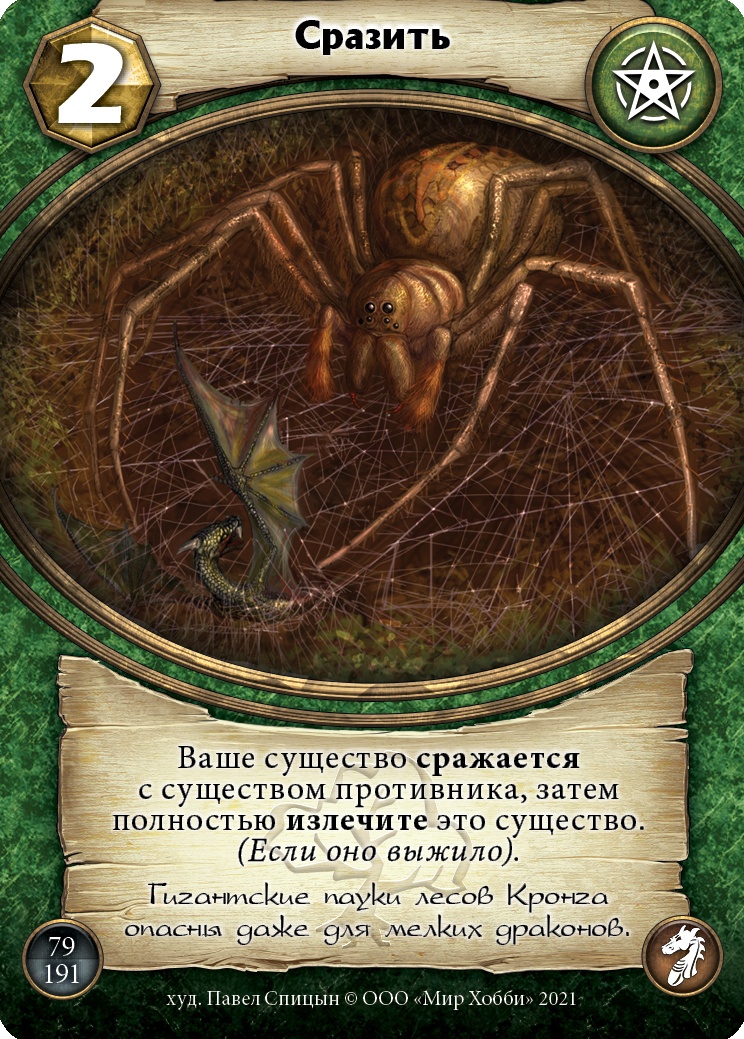 2
Сразить
Ваше существо сражается
с существом противника, затем
полностью излечите это существо.
(Если оно выжило).
Гигантские пауки лесов Кронга
опасны даже для мелких драконов.
79
191
худ. Павел Спицын © ООО «Мир Хобби» 2021